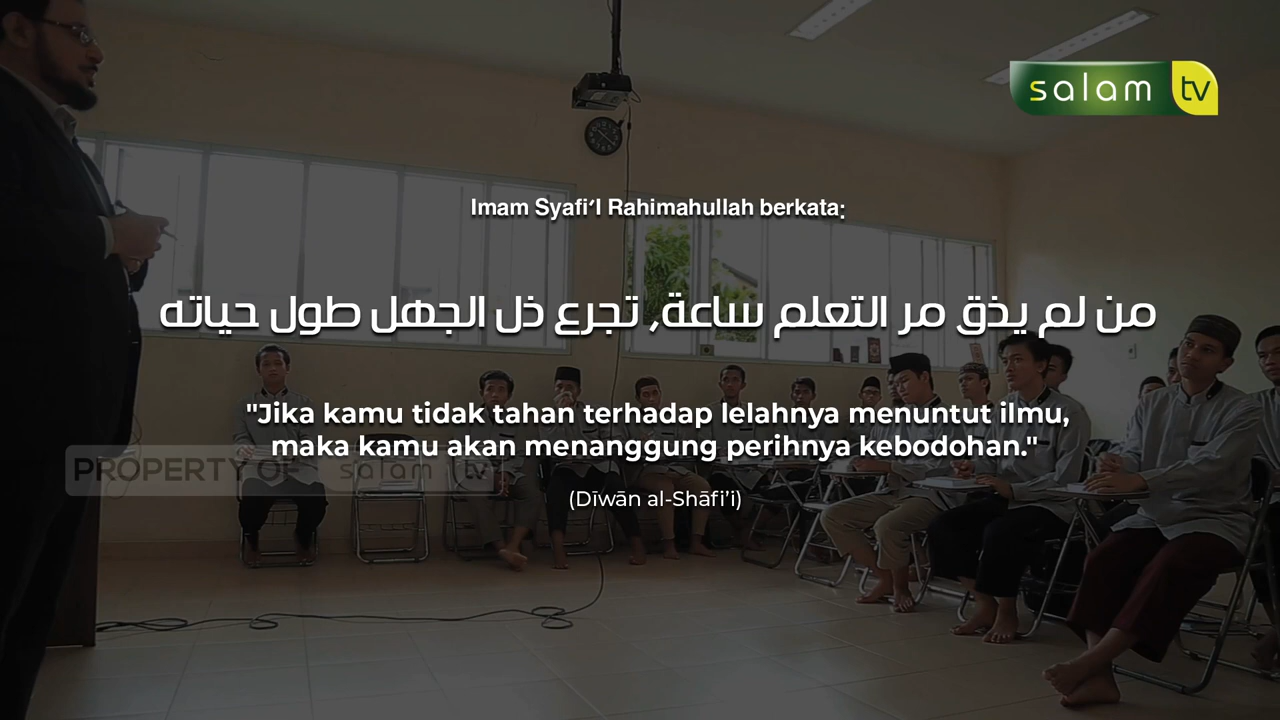 salam tv
Imam Syafi‘I Rahimahullah berkata:
من لم يذق مر التعلم ساعة, تجرع ذل الجهل طول حياته
"Jika kamu tidak tahan terhadap lelahnya menuntut ilmu,
maka kamu akan menanggung perihnya kebodohan."
PROPERTY OF salam tv
(Dīwān al-Shāfi’i)